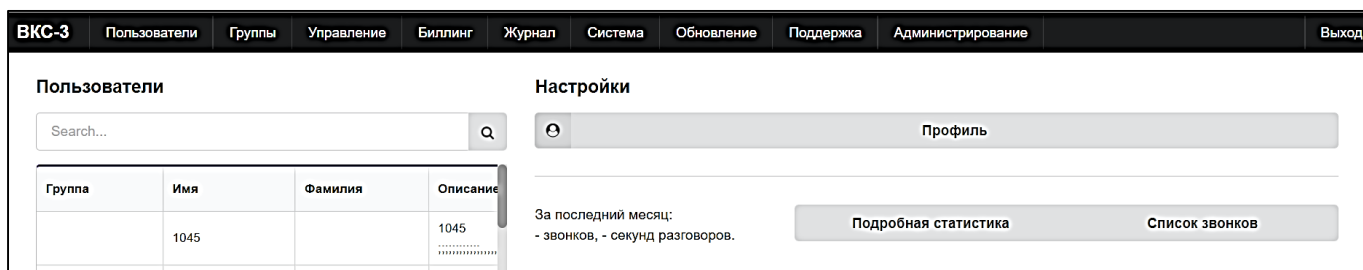 ВКС-3 Пользователи Группы Управление Биллинг Журнал Система Обновление Поддержка Администрирование Выход
Пользователи
Search...
Группа Имя Фамилия Описание
1045 1045
Настройки
Профиль
За последний месяц:
- звонков, - секунд разговоров.
Подробная статистика Список звонков